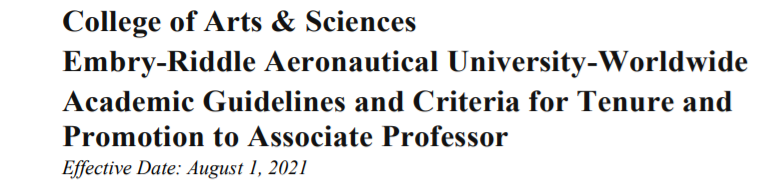 College of Arts & Sciences
Embry-Riddle Aeronautical University-Worldwide
Academic Guidelines and Criteria for Tenure and
Promotion to Associate Professor
Effective Date: August 1, 2021